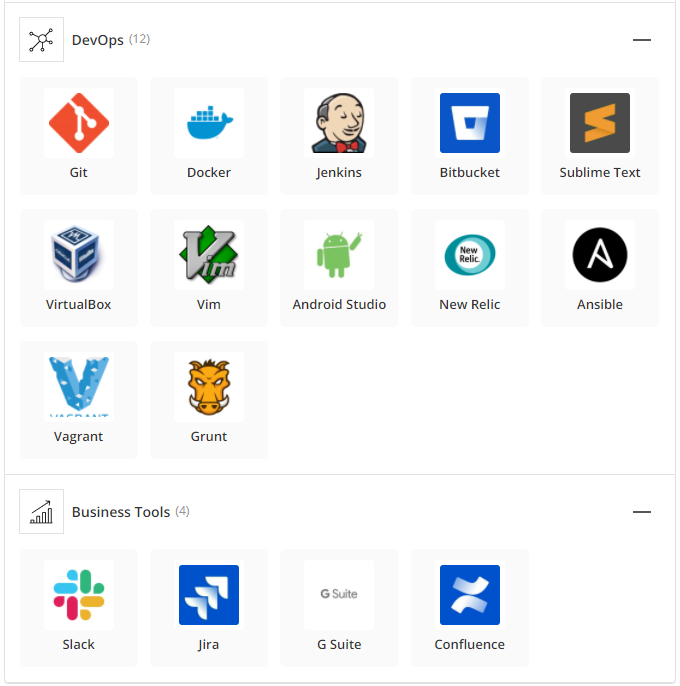 DevOps (12)
Git Docker Jenkins Bitbucket Sublime Text
New Relic
Vim
VirtualBox Vim Android Studio New Relic Ansible
VAGRANT
Vagrant Grunt
Business Tools (4)
G Suite
Slack Jira G Suite Confluence